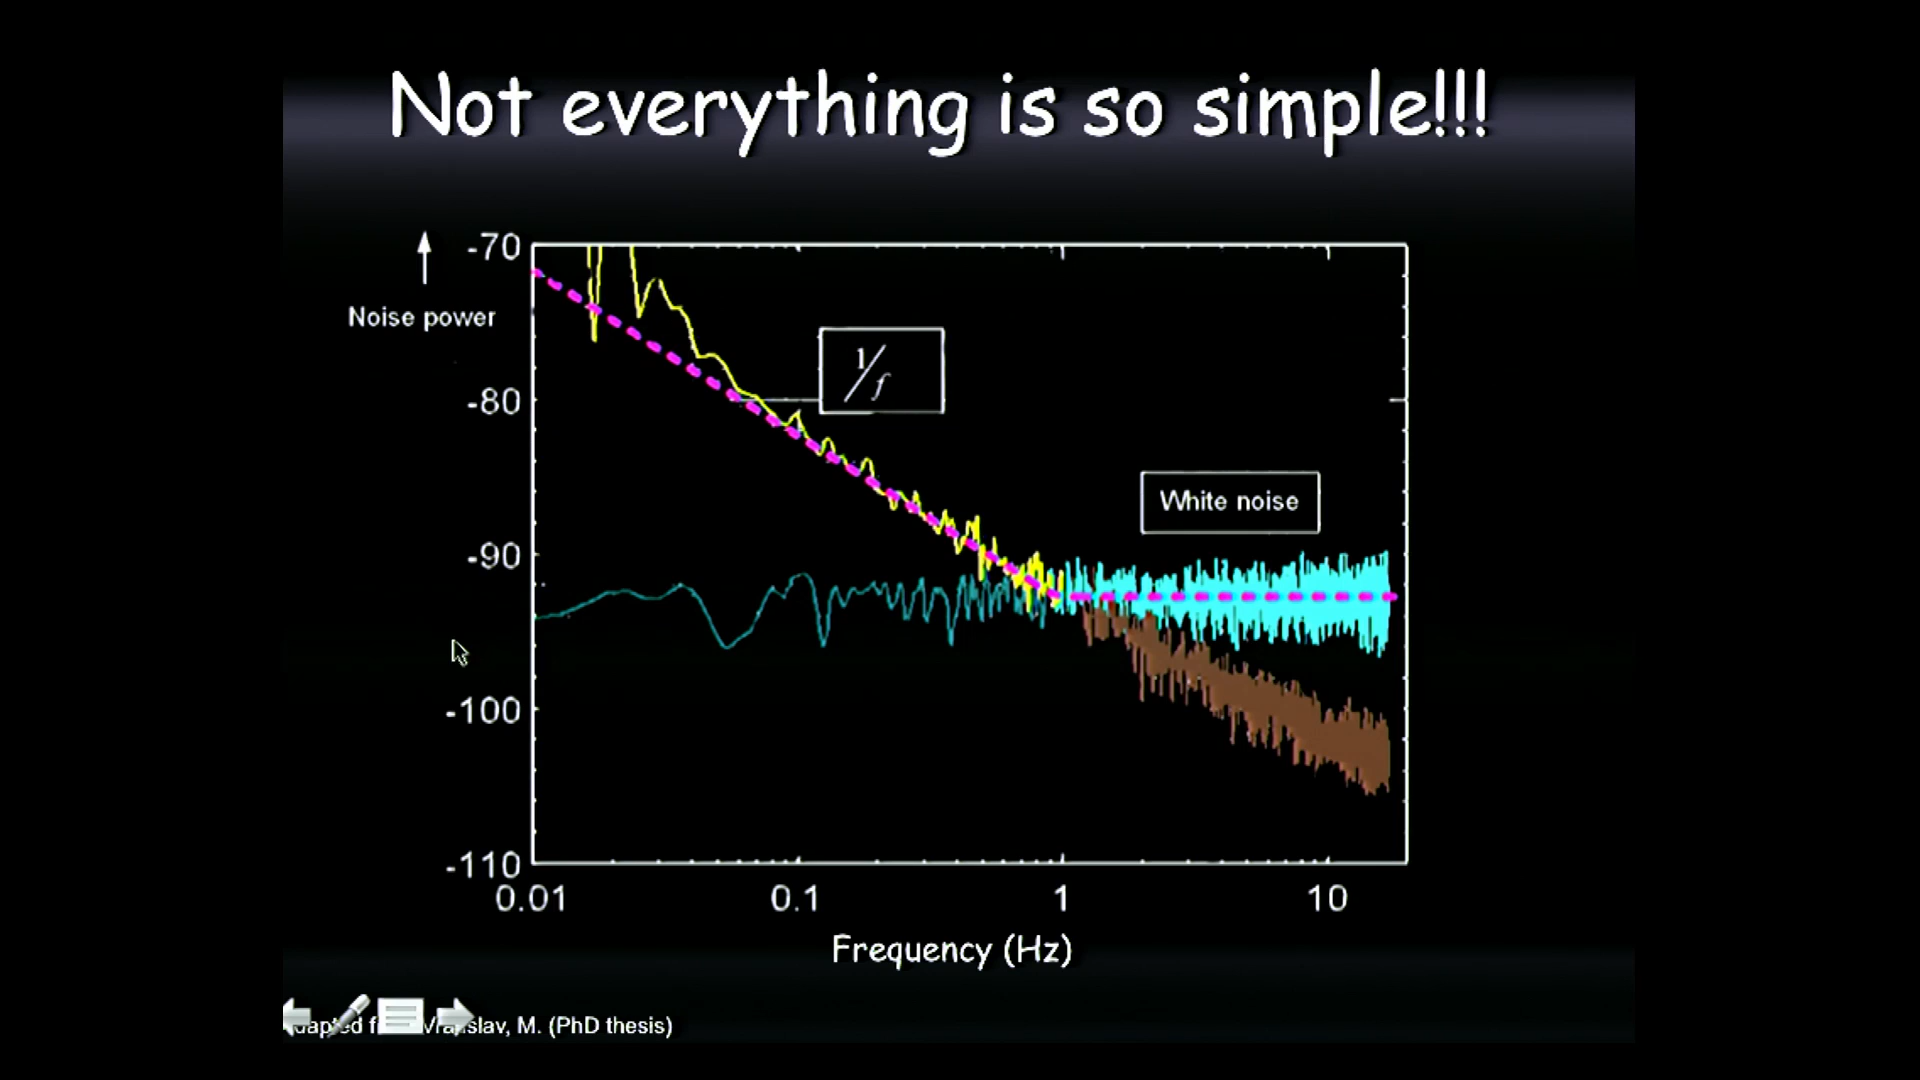 Not everything is so simple!!!
-70
Noise power
1/f
-80
White noise
-90
-100
-110
0.01 0.1 1 10
Frequency (Hz)
M. (PhD thesis)